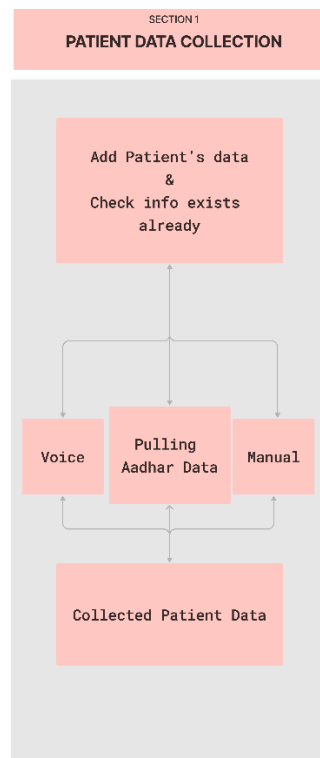 SECTION 1
PATIENT DATA COLLECTION
Add Patient's data
&
Check info exists
already
Voice
Pulling
Aadhar Data
Manual
Collected Patient Data